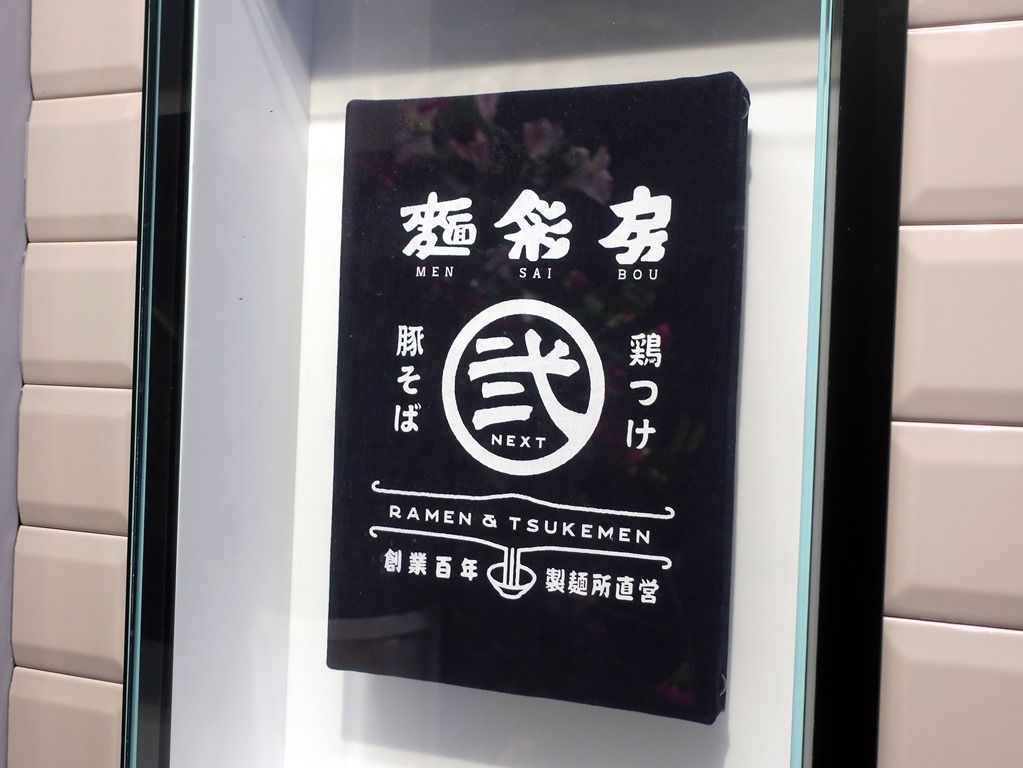 麺彩房
MEN SAI BOU
鶏つけ
弐
NEXT
豚そば
RAMEN & TSUKEMEN
創業百年 製麺所直営